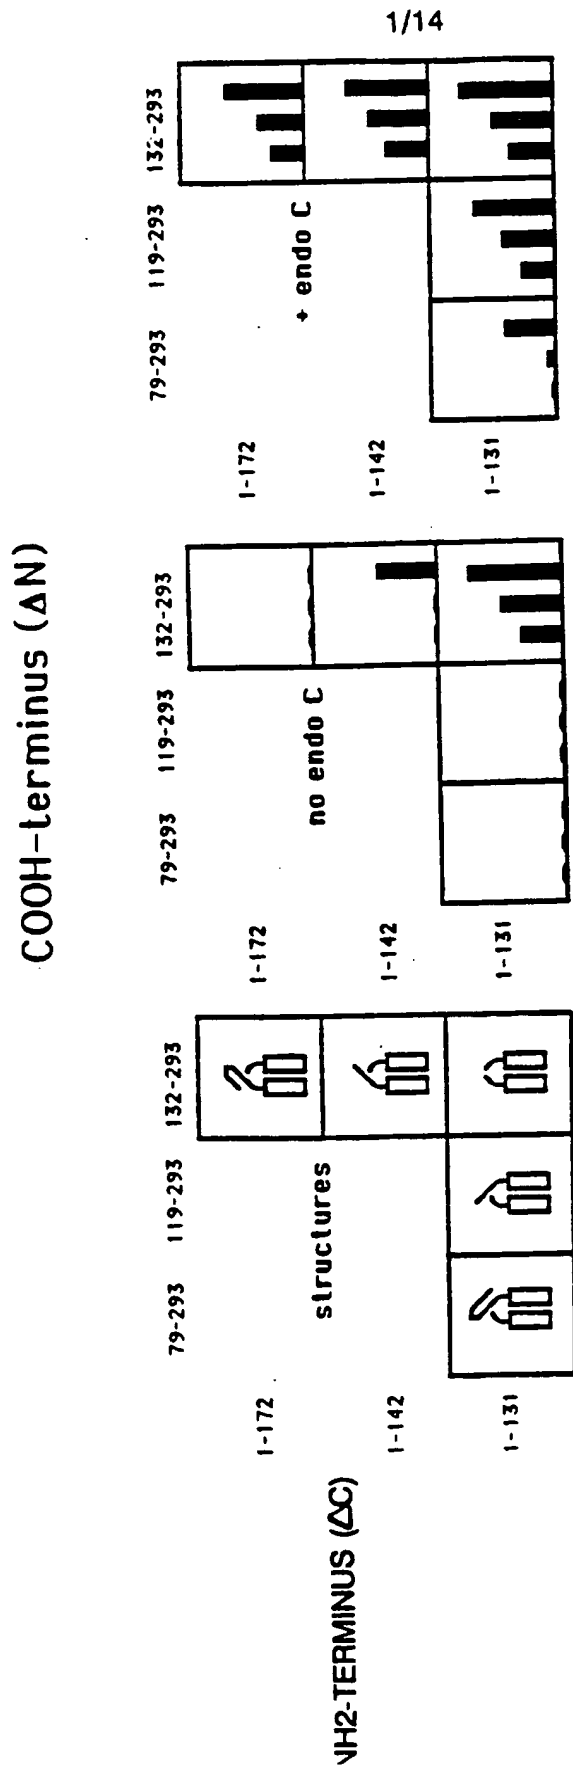 1/14
COOH-terminus (ΔN)
79-293 119-293 132-293
79-293 119-293 132-293
79-293 119-293 132-293
1-172
structures
1-172
no endo C
1-172
+ endo C
1-142
1-142
1-142
NH2-TERMINUS (ΔC)
1-131
1-131
1-131